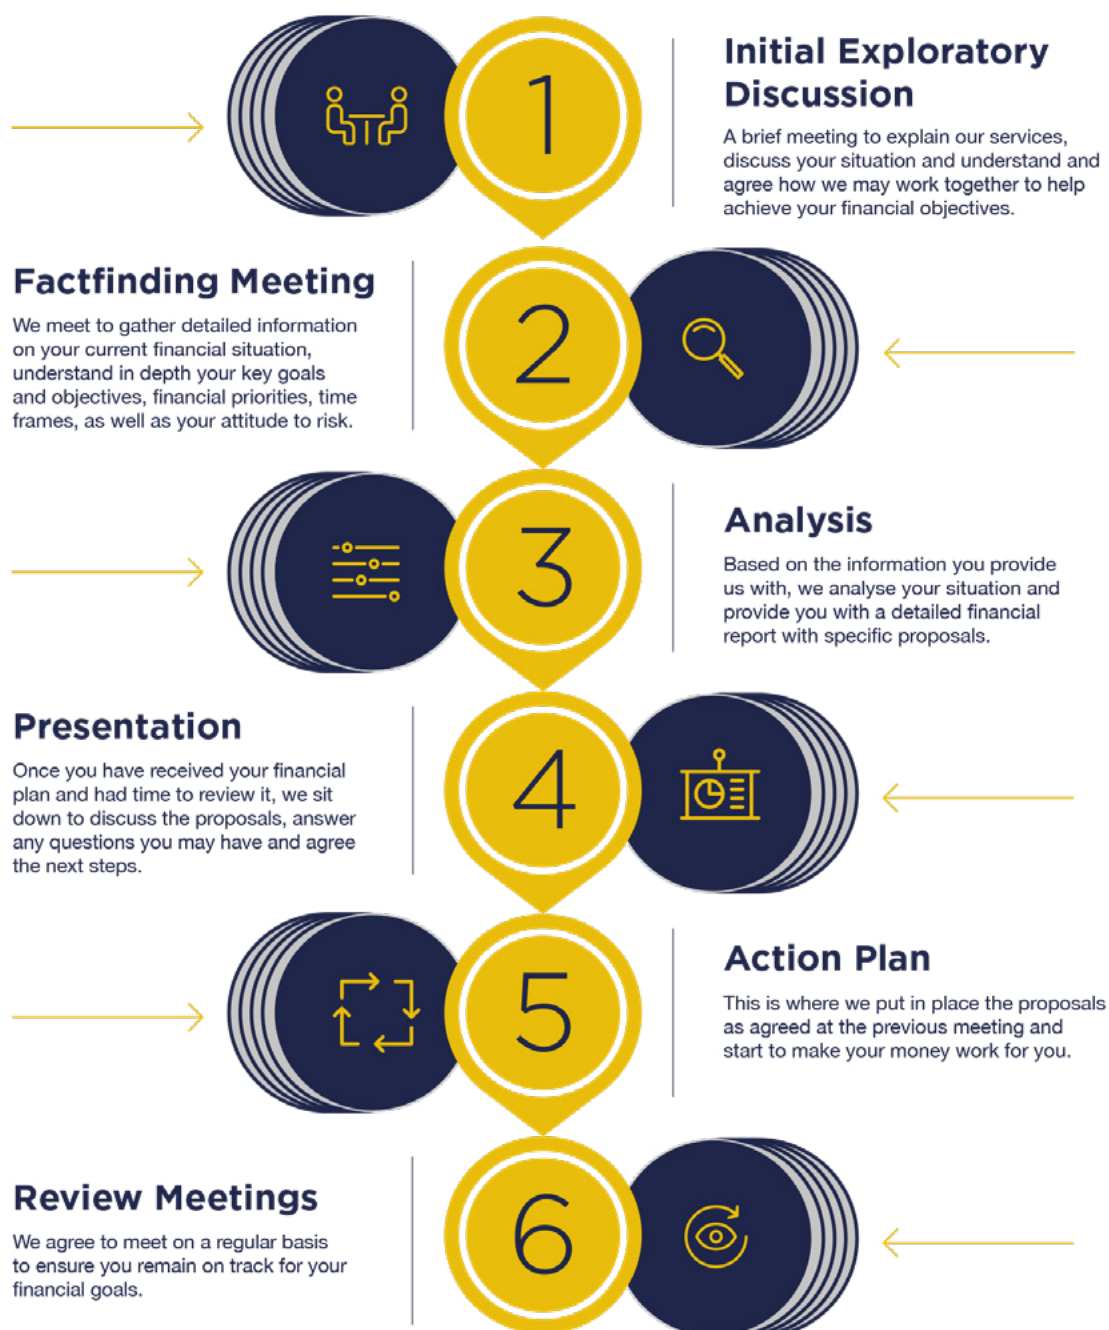 1
Initial Exploratory
Discussion
A brief meeting to explain our services,
discuss your situation and understand and
agree how we may work together to help
achieve your financial objectives.
Factfinding Meeting
We meet to gather detailed information
on your current financial situation,
understand in depth your key goals
and objectives, financial priorities, time
frames, as well as your attitude to risk.
2
3
Analysis
Based on the information you provide
us with, we analyse your situation and
provide you with a detailed financial
report with specific proposals.
Presentation
Once you have received your financial
plan and had time to review it, we sit
down to discuss the proposals, answer
any questions you may have and agree
the next steps.
4
5
Action Plan
This is where we put in place the proposals
as agreed at the previous meeting and
start to make your money work for you.
Review Meetings
We agree to meet on a regular basis
to ensure you remain on track for your
financial goals.
6